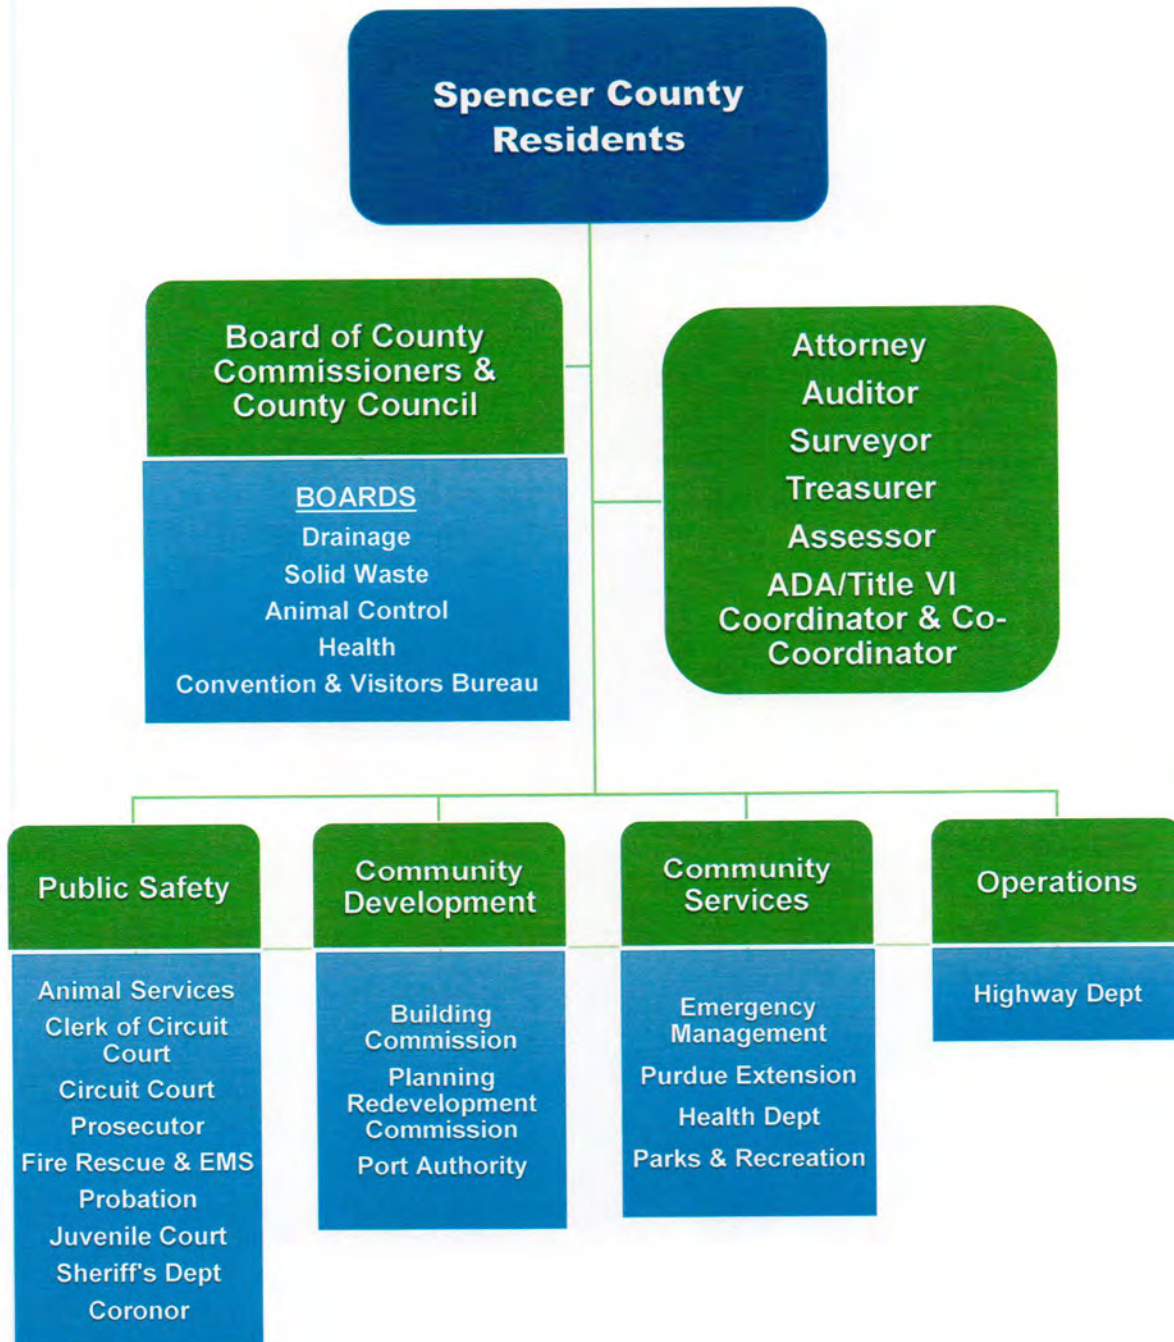 Spencer County
Residents
Board of County
Commissioners &
County Council
BOARDS
Drainage
Solid Waste
Animal Control
Health
Convention & Visitors Bureau
Attorney
Auditor
Surveyor
Treasurer
Assessor
ADA/Title VI
Coordinator & Co-
Coordinator
Public Safety
Animal Services
Clerk of Circuit
Court
Circuit Court
Prosecutor
Fire Rescue & EMS
Probation
Juvenile Court
Sheriff's Dept
Coronor
Community
Development
Building
Commission
Planning
Redevelopment
Commission
Port Authority
Community
Services
Emergency
Management
Purdue Extension
Health Dept
Parks & Recreation
Operations
Highway Dept